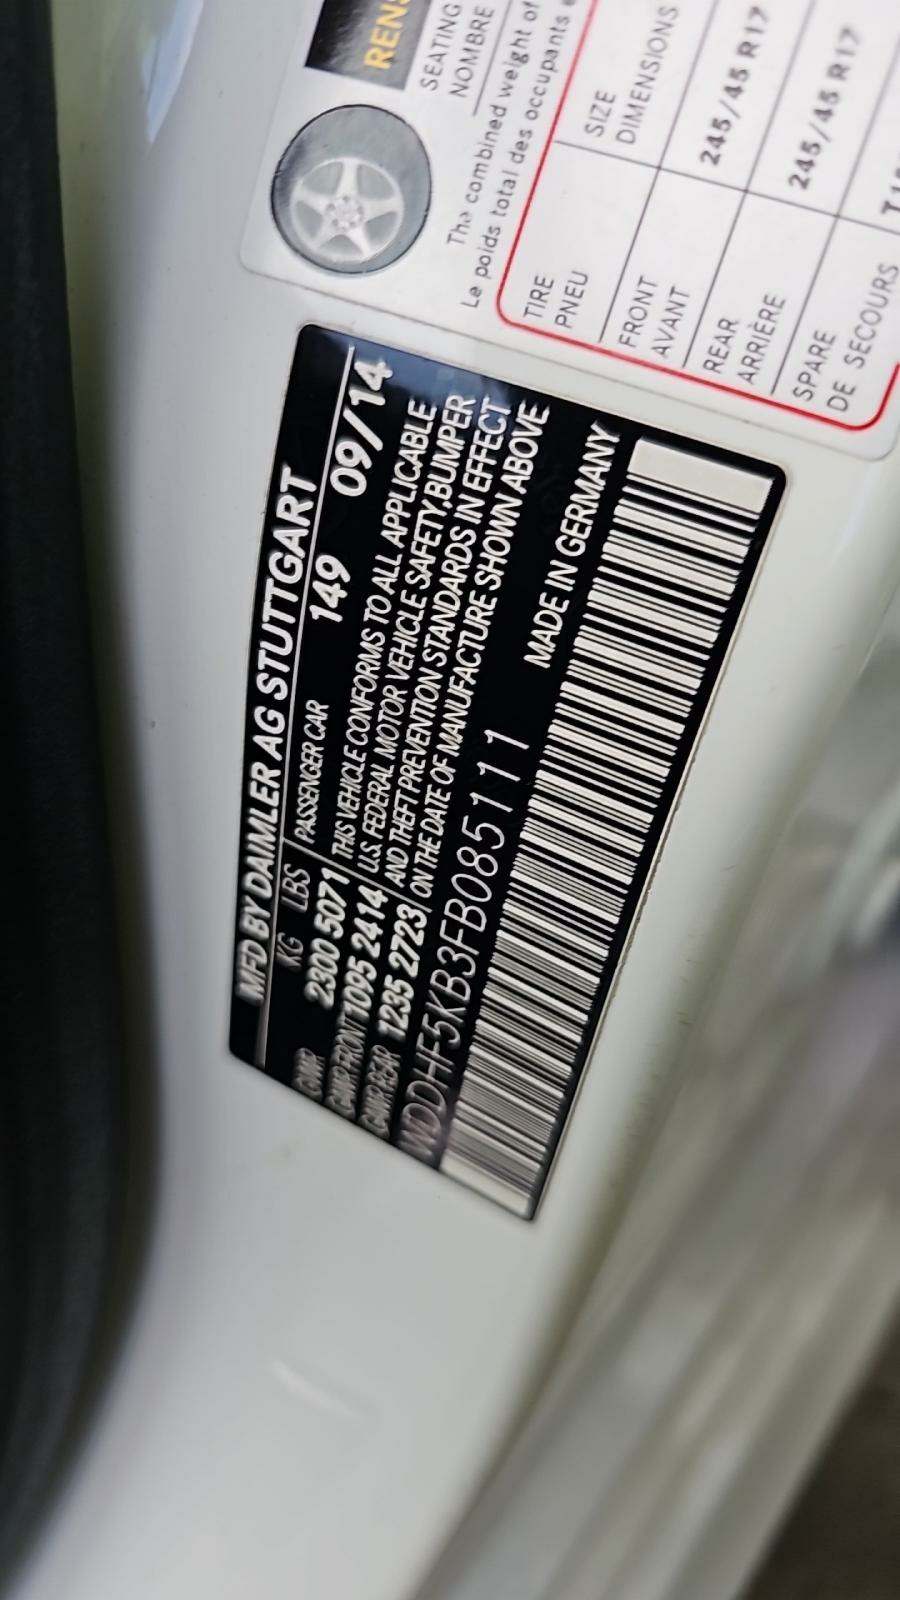 RENS
SEATING
NOMBRE
The combined weight of
Le poids total des occupants
TIRE
PNEU
SIZE
DIMENSIONS
FRONT
AVANT
245/45 R17
REAR
ARRIÈRE
245/45 R17
SPARE
DE SECOURS
MFD BY DAIMLER AG STUTTGART
KG LBS PASSENGER CAR 149 09/14
GVWR 2300 5071 THIS VEHICLE CONFORMS TO ALL APPLICABLE
GAWR FRONT 1095 2414 U.S. FEDERAL MOTOR VEHICLE SAFETY, BUMPER
GAWR REAR 1235 2723 AND THEFT PREVENTION STANDARDS IN EFFECT
ON THE DATE OF MANUFACTURE SHOWN ABOVE
WDDHF5KB3FB085111 MADE IN GERMANY